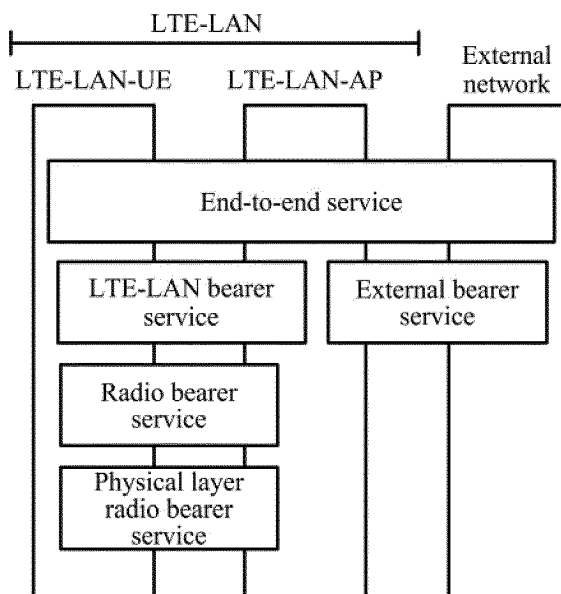 LTE-LAN
LTE-LAN-UE
LTE-LAN-AP
External
network
End-to-end service
LTE-LAN bearer
service
External bearer
service
Radio bearer
service
Physical layer
radio bearer
service